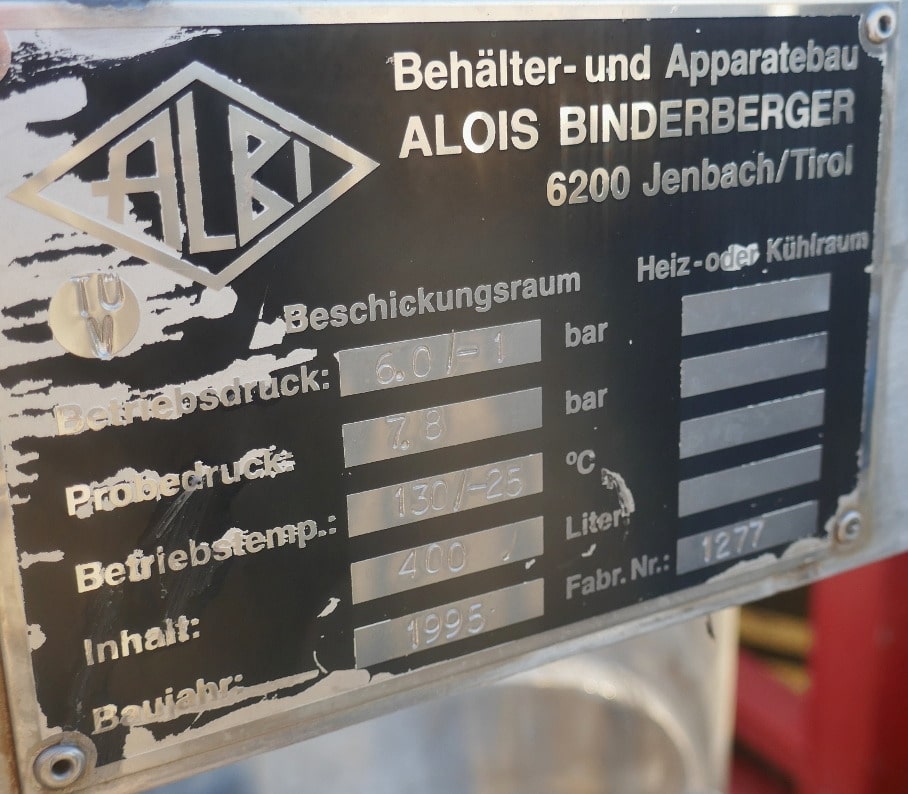 ALBI
Behälter- und Apparatebau
ALOIS BINDERBERGER
6200 Jenbach/Tirol
TÜV
Beschickungsraum
Heiz-oder Kühlraum
Betriebsdruck: 6.0/-1 bar
Probedruck: 7,8 bar
Betriebstemp.: 130/-25 °C
Inhalt: 400 Liter
Baujahr: 1995 Fabr. Nr.: 1277